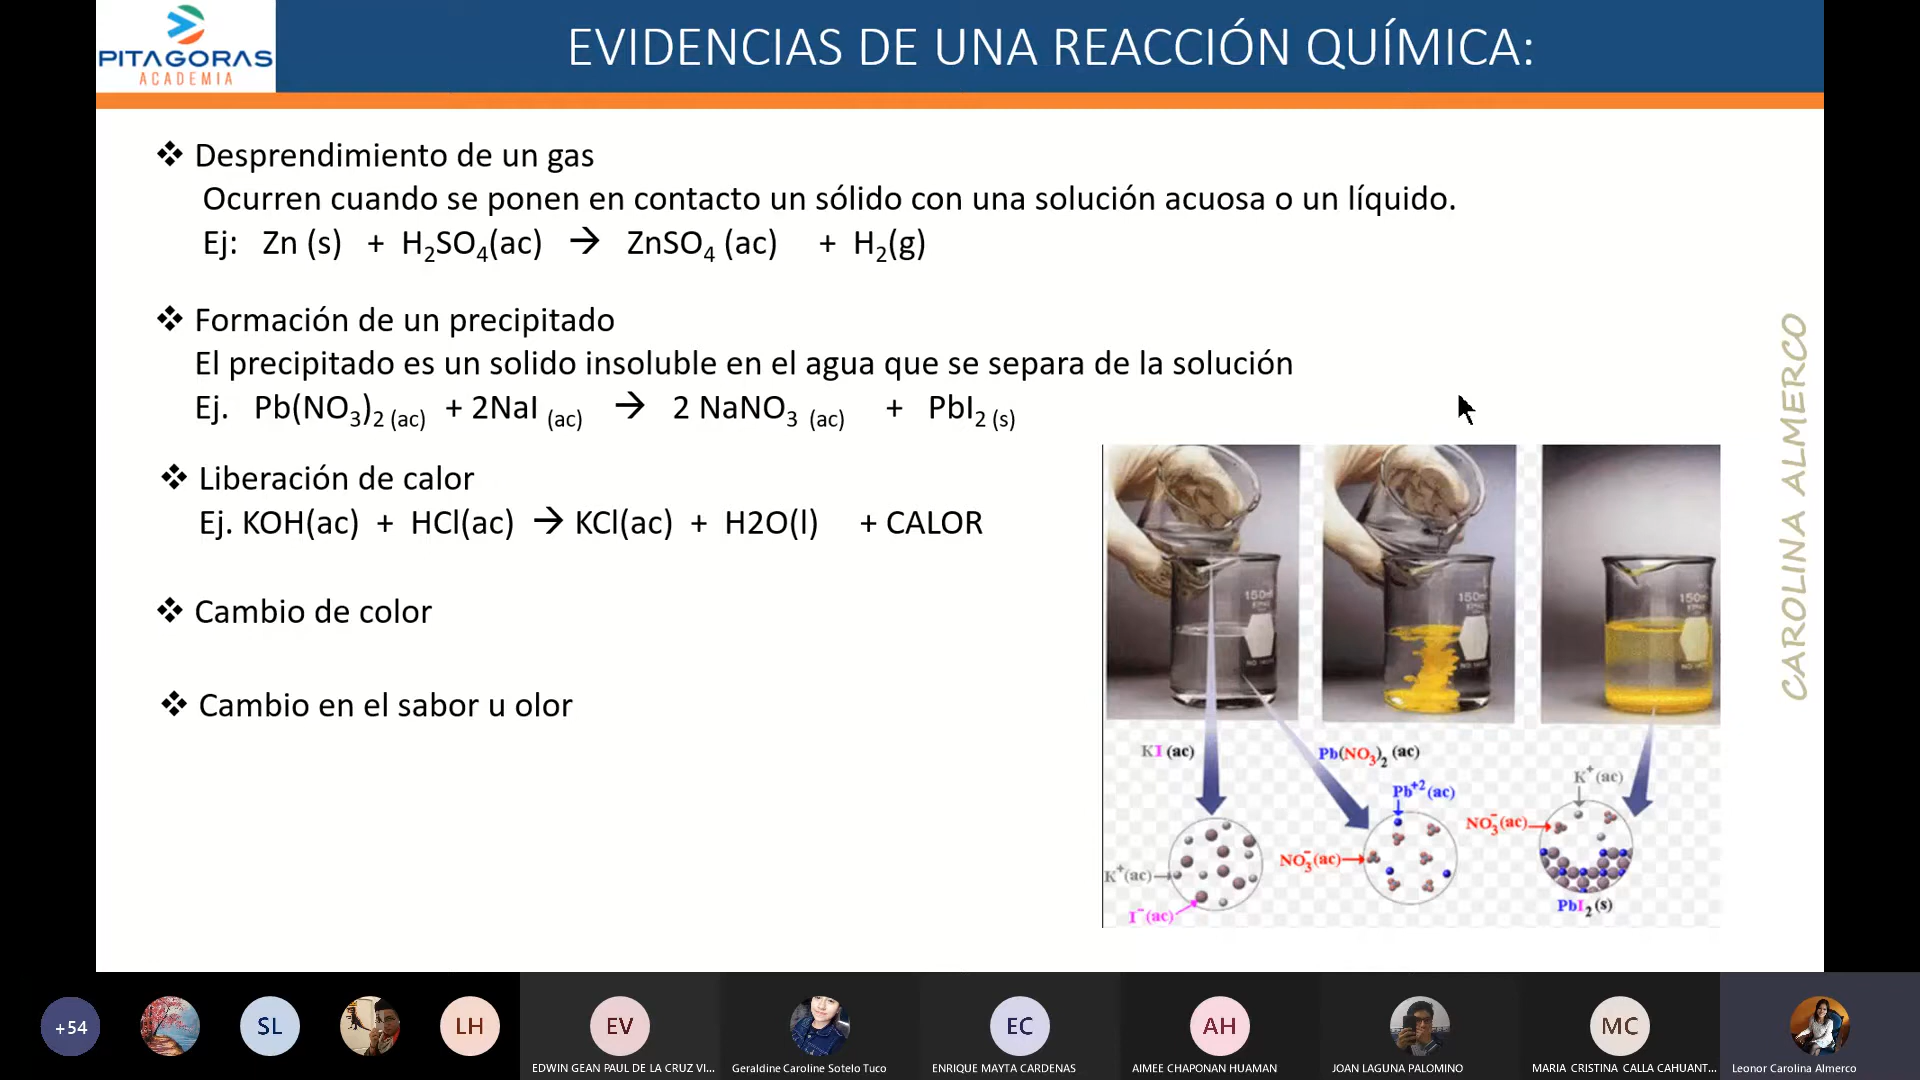 PITAGORAS
ACADEMIA
EVIDENCIAS DE UNA REACCIÓN QUÍMICA:
❖ Desprendimiento de un gas
Ocurren cuando se ponen en contacto un sólido con una solución acuosa o un líquido.
Ej: Zn (s) + H₂SO₄(ac) → ZnSO₄ (ac) + H₂(g)
❖ Formación de un precipitado
El precipitado es un solido insoluble en el agua que se separa de la solución
Ej. Pb(NO₃)₂ (ac) + 2NaI (ac) → 2 NaNO₃ (ac) + PbI₂ (s)
❖ Liberación de calor
Ej. KOH(ac) + HCl(ac) → KCl(ac) + H2O(l) + CALOR
❖ Cambio de color
❖ Cambio en el sabor u olor
CAROLINA ALMERCO
150ml
150ml
150ml
KI (ac)
Pb(NO₃)₂ (ac)
K⁺(ac)
Pb⁺²(ac)
NO₃⁻(ac)
NO₃⁻(ac)
K⁺(ac)
I⁻(ac)
PbI₂(s)
+54
SL
LH
EV
EC
AH
MC
EDWIN GEAN PAUL DE LA CRUZ VI...
Geraldine Caroline Sotelo Tuco
ENRIQUE MAYTA CARDENAS
AIMEE CHAPONAN HUAMAN
JOAN LAGUNA PALOMINO
MARIA CRISTINA CALLA CAHUANT...
Leonor Carolina Almerco